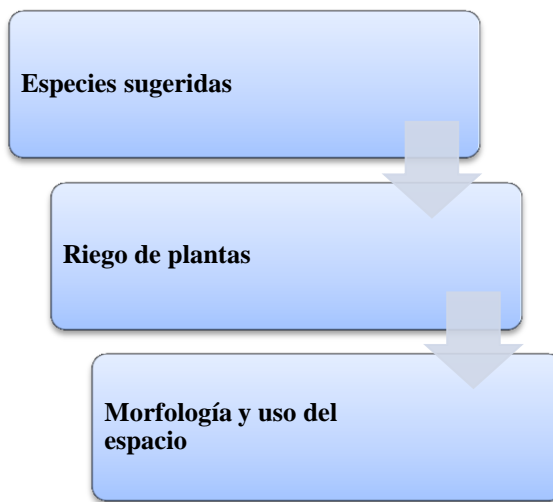 Especies sugeridas
Riego de plantas
Morfología y uso del
espacio